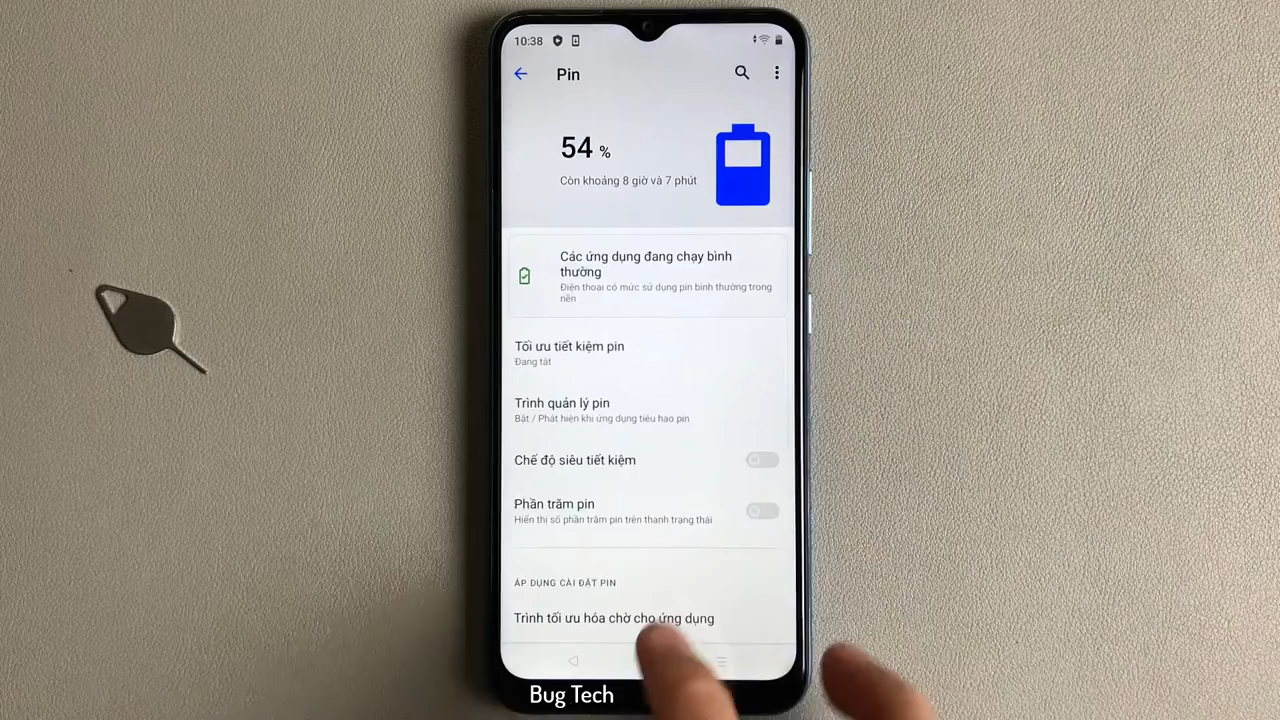 10:38
Pin
54 %
Còn khoảng 8 giờ và 7 phút
Các ứng dụng đang chạy bình
thường
Điện thoại có mức sử dụng pin bình thường trong
nền
Tối ưu tiết kiệm pin
Đang tắt
Trình quản lý pin
Bật / Phát hiện khi ứng dụng tiêu hao pin
Chế độ siêu tiết kiệm
Phần trăm pin
Hiển thị số phần trăm pin trên thanh trạng thái
ÁP DỤNG CÀI ĐẶT PIN
Trình tối ưu hóa chờ cho ứng dụng
Bug Tech